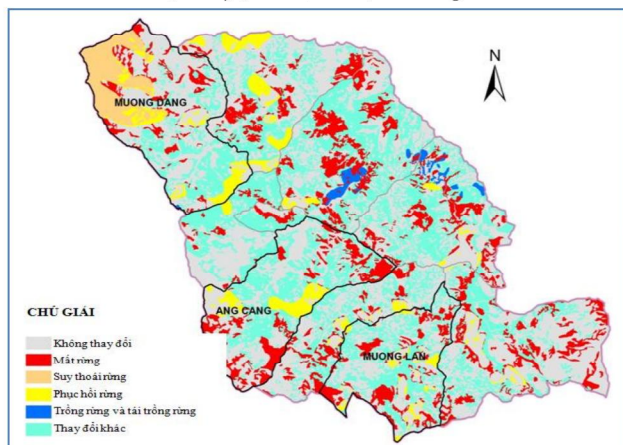 N
MUONG DANG
ANG CANG
MUONG LAN
CHÚ GIẢI
Không thay đổi
Mất rừng
Suy thoái rừng
Phục hồi rừng
Trồng rừng và tái trồng rừng
Thay đổi khác